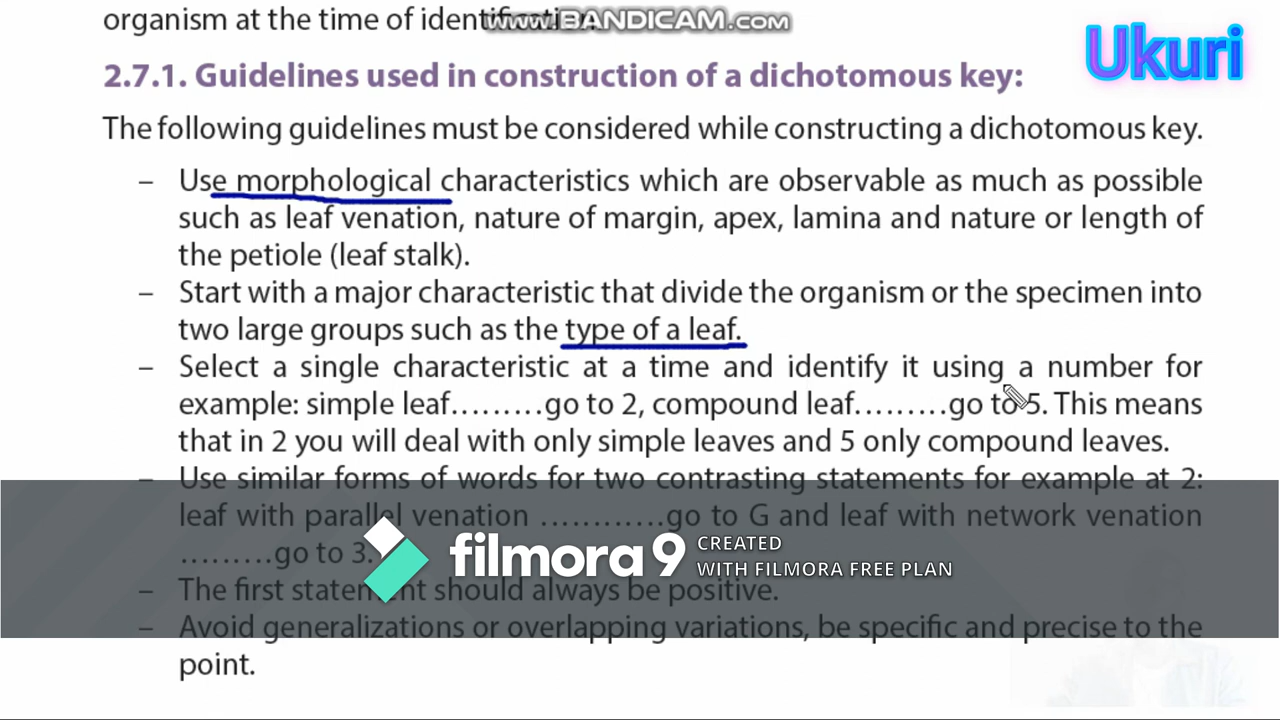 organism at the time of identification.
www.BANDICAM.com
Ukuri
2.7.1. Guidelines used in construction of a dichotomous key:
The following guidelines must be considered while constructing a dichotomous key.
– Use morphological characteristics which are observable as much as possible
such as leaf venation, nature of margin, apex, lamina and nature or length of
the petiole (leaf stalk).
– Start with a major characteristic that divide the organism or the specimen into
two large groups such as the type of a leaf.
– Select a single characteristic at a time and identify it using a number for
example: simple leaf………go to 2, compound leaf………go to 5. This means
that in 2 you will deal with only simple leaves and 5 only compound leaves.
– Use similar forms of words for two contrasting statements for example at 2:
leaf with parallel venation …………go to G and leaf with network venation
………go to 3.
filmora9 CREATED
WITH FILMORA FREE PLAN
– The first statement should always be positive.
– Avoid generalizations or overlapping variations, be specific and precise to the
point.